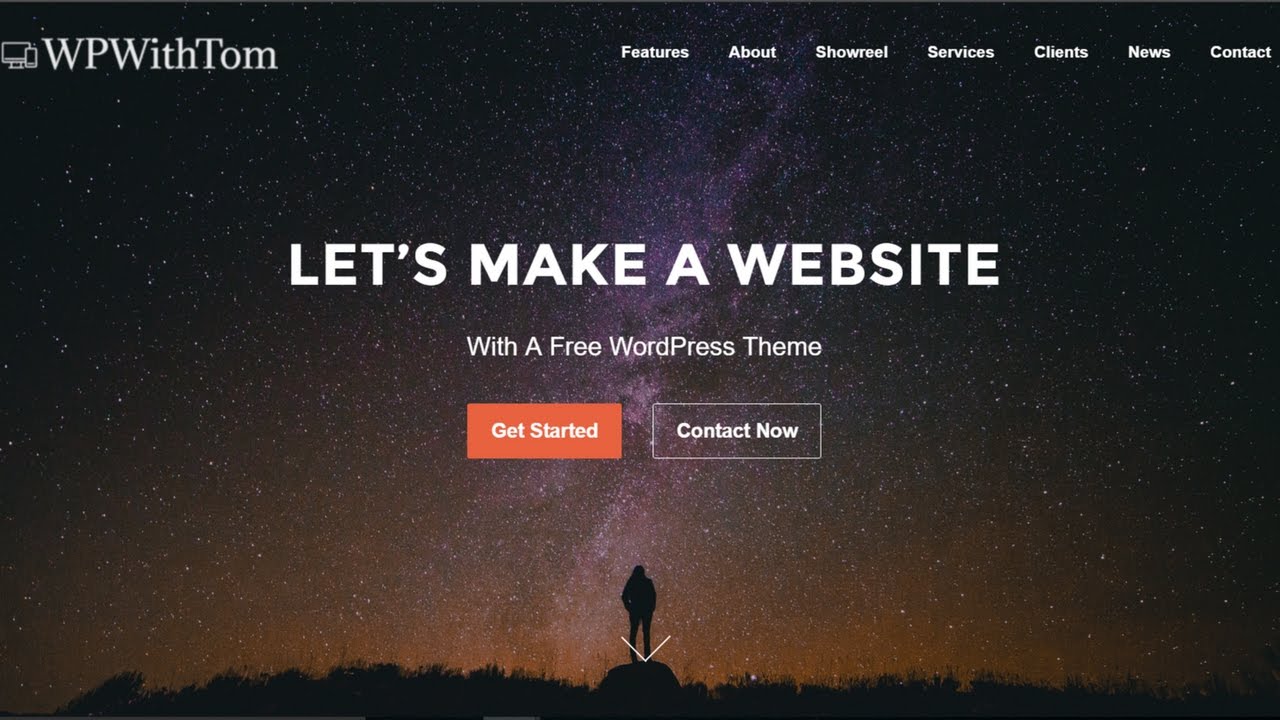 WPWithTom
Features About Showreel Services Clients News Contact
LET’S MAKE A WEBSITE
With A Free WordPress Theme
Get Started Contact Now